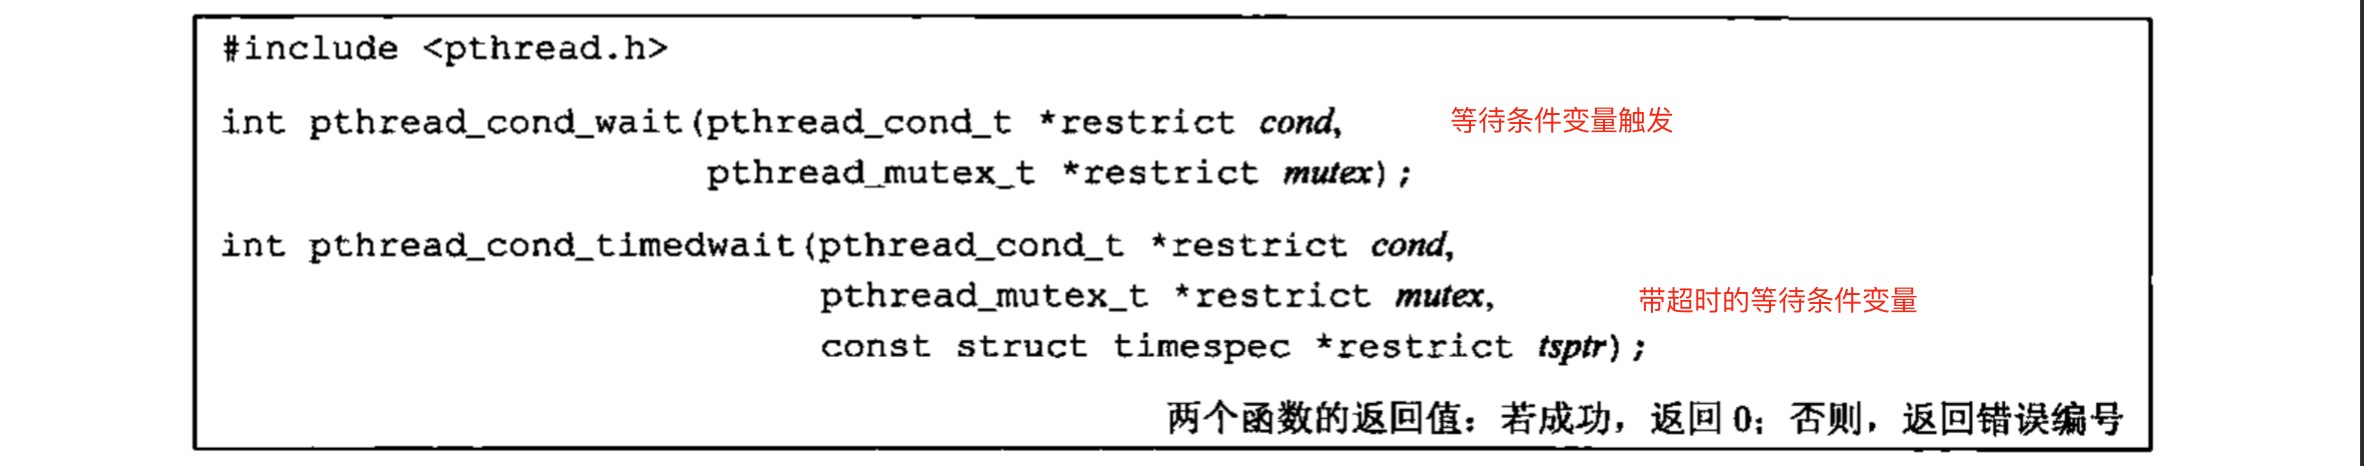 #include <pthread.h>
int pthread_cond_wait(pthread_cond_t *restrict cond, 等待条件变量触发
pthread_mutex_t *restrict mutex);
int pthread_cond_timedwait(pthread_cond_t *restrict cond,
pthread_mutex_t *restrict mutex, 带超时的等待条件变量
const struct timespec *restrict tsptr);
两个函数的返回值：若成功，返回0；否则，返回错误编号